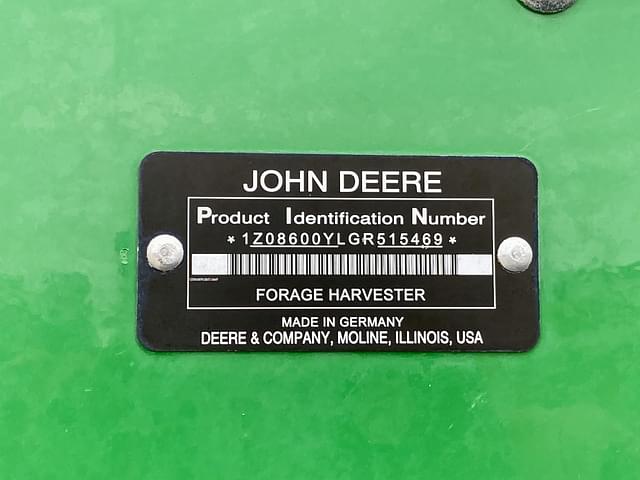 JOHN DEERE
Product Identification Number
*1Z08600YLGR515469*
FORAGE HARVESTER
MADE IN GERMANY
DEERE & COMPANY, MOLINE, ILLINOIS, USA